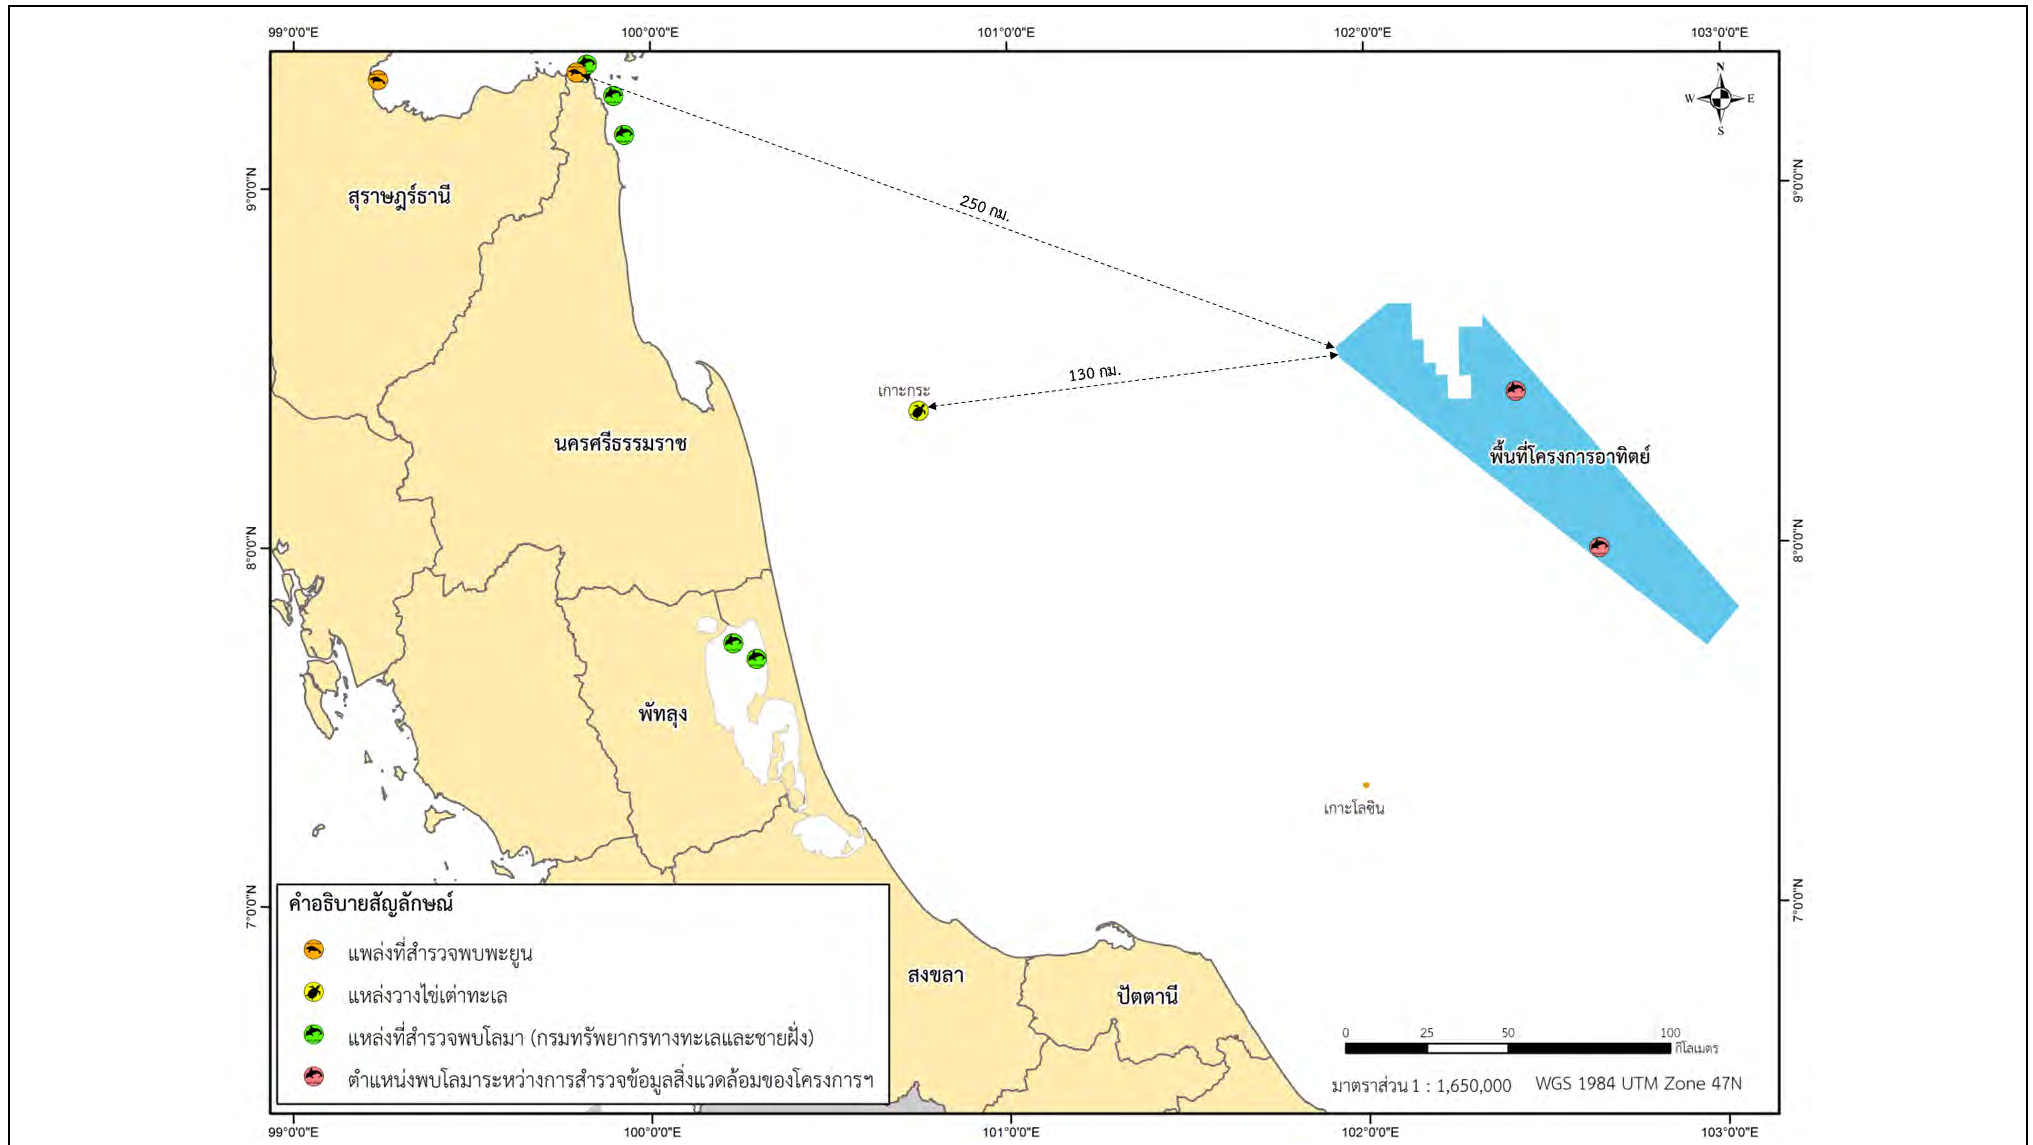 99°0'0"E
100°0'0"E
101°0'0"E
102°0'0"E
103°0'0"E
N
W
E
S
9°0'0"N
9°0'0"N
สุราษฎร์ธานี
250 กม.
130 กม.
เกาะกระ
นครศรีธรรมราช
พื้นที่โครงการอาทิตย์
8°0'0"N
8°0'0"N
พัทลุง
เกาะโลซิน
7°0'0"N
7°0'0"N
คำอธิบายสัญลักษณ์
แพล่งที่สำรวจพบพะยูน
แหล่งวางไข่เต่าทะเล
แหล่งที่สำรวจพบโลมา (กรมทรัพยากรทางทะเลและชายฝั่ง)
ตำแหน่งพบโลมาระหว่างการสำรวจข้อมูลสิ่งแวดล้อมของโครงการฯ
สงขลา
ปัตตานี
0
25
50
100
กิโลเมตร
มาตราส่วน 1 : 1,650,000
WGS 1984 UTM Zone 47N
99°0'0"E
100°0'0"E
101°0'0"E
102°0'0"E
103°0'0"E